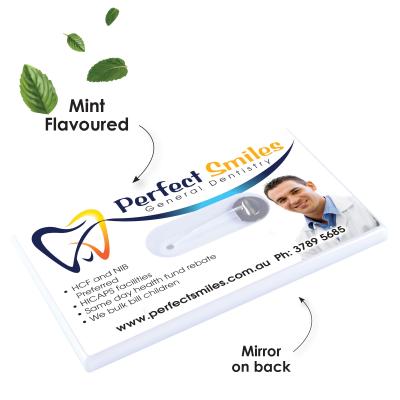 Mint
Flavoured
Perfect Smiles
General Dentistry
• HCF and NIB
Preferred
• HICAPS facilities
• Same day health fund rebate
• We bulk bill children
www.perfectsmiles.com.au Ph: 3789 5685
Mirror
on back